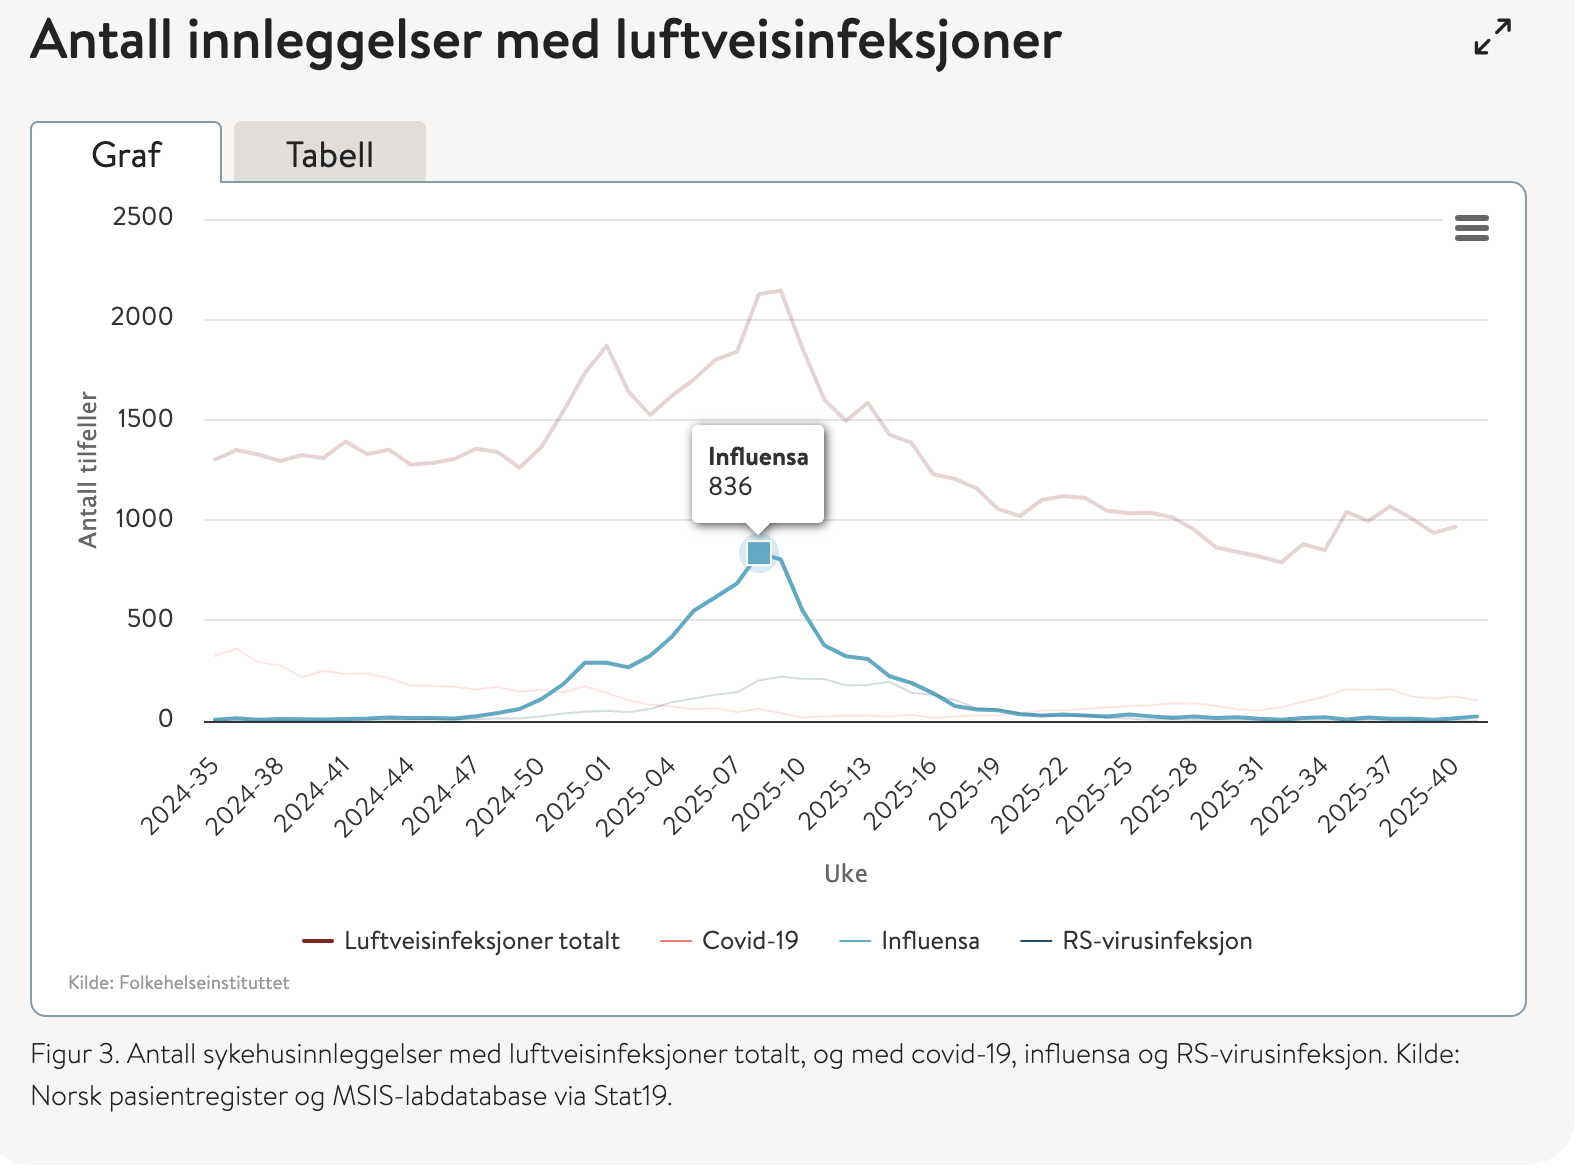 Antall innleggelser med luftveisinfeksjoner
Graf
Tabell
2500
2000
1500
1000
500
0
Antall tilfeller
Influensa
836
2024-35
2024-38
2024-41
2024-44
2024-47
2024-50
2025-01
2025-04
2025-07
2025-10
2025-13
2025-16
2025-19
2025-22
2025-25
2025-28
2025-31
2025-34
2025-37
2025-40
Uke
Luftveisinfeksjoner totalt
Covid-19
Influensa
RS-virusinfeksjon
Kilde: Folkehelseinstituttet
Figur 3. Antall sykehusinnleggelser med luftveisinfeksjoner totalt, og med covid-19, influensa og RS-virusinfeksjon. Kilde:
Norsk pasientregister og MSIS-labdatabase via Stat19.